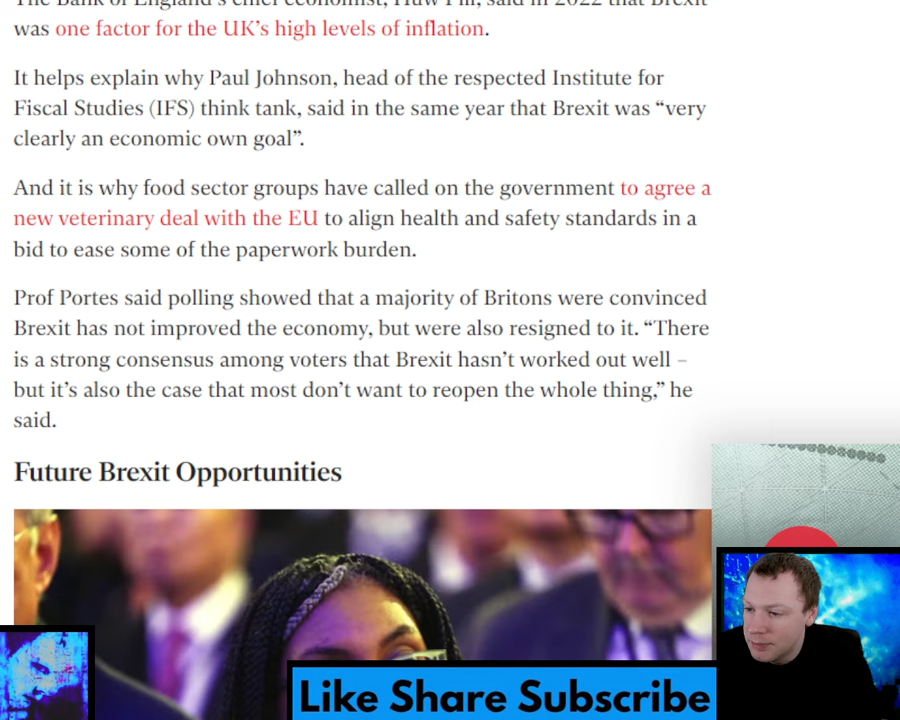 The Bank of England's chief economist, Huw Pill, said in 2022 that Brexit
was one factor for the UK's high levels of inflation.
It helps explain why Paul Johnson, head of the respected Institute for
Fiscal Studies (IFS) think tank, said in the same year that Brexit was “very
clearly an economic own goal”.
And it is why food sector groups have called on the government to agree a
new veterinary deal with the EU to align health and safety standards in a
bid to ease some of the paperwork burden.
Prof Portes said polling showed that a majority of Britons were convinced
Brexit has not improved the economy, but were also resigned to it. “There
is a strong consensus among voters that Brexit hasn’t worked out well –
but it’s also the case that most don’t want to reopen the whole thing,” he
said.
Future Brexit Opportunities
Like Share Subscribe